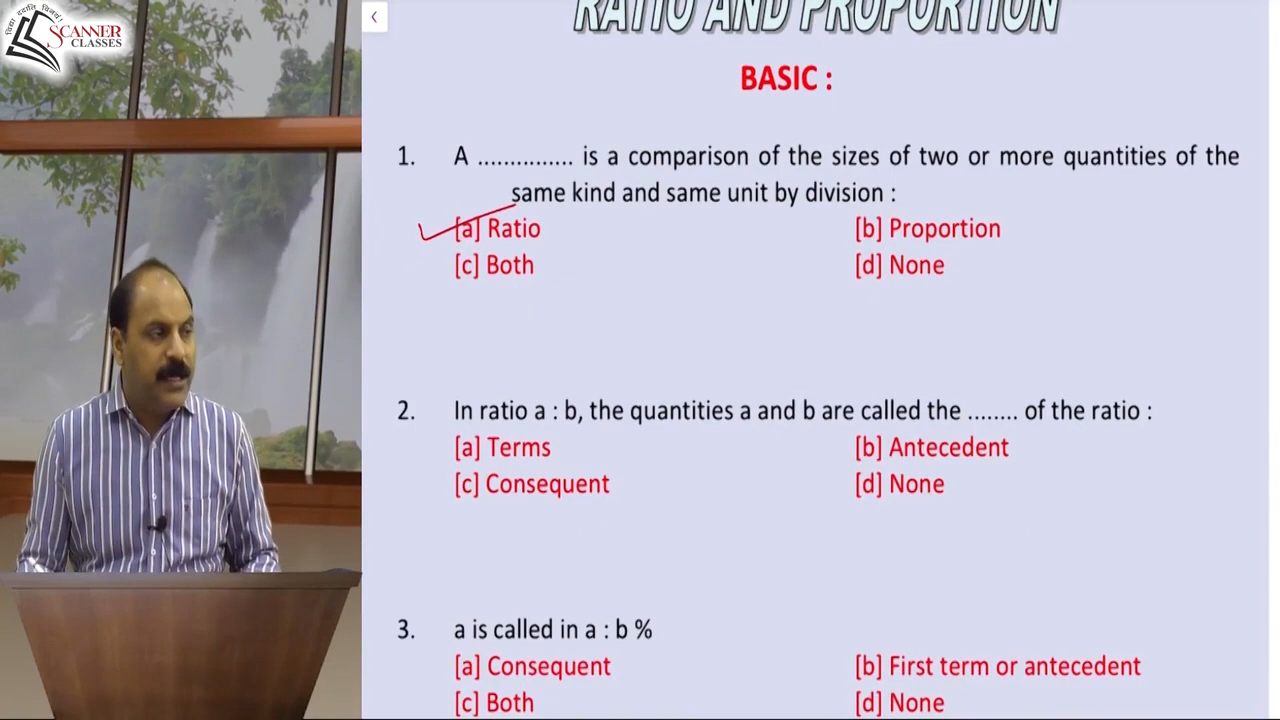 विद्या ददाति विनयं
SCANNER
CLASSES
RATIO AND PROPORTION
BASIC :
1. A ............... is a comparison of the sizes of two or more quantities of the
same kind and same unit by division :
[a] Ratio [b] Proportion
[c] Both [d] None
2. In ratio a : b, the quantities a and b are called the ........ of the ratio :
[a] Terms [b] Antecedent
[c] Consequent [d] None
3. a is called in a : b %
[a] Consequent [b] First term or antecedent
[c] Both [d] None